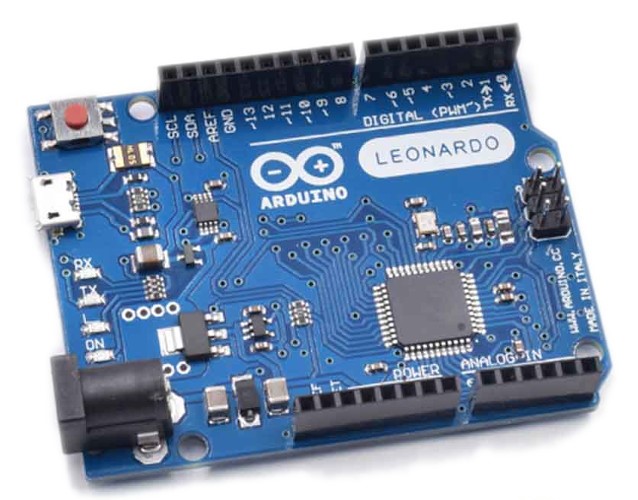 SCL
SDA
AREF
GND
~13
12
~11
~10
~9
8
7
~6
~5
4
~3
2
TX→1
RX←0
DIGITAL (PWM~)
LEONARDO
TM
ARDUINO
RX
TX
L
ON
WWW.ARDUINO.CC
MADE IN ITALY
POWER
ANALOG IN